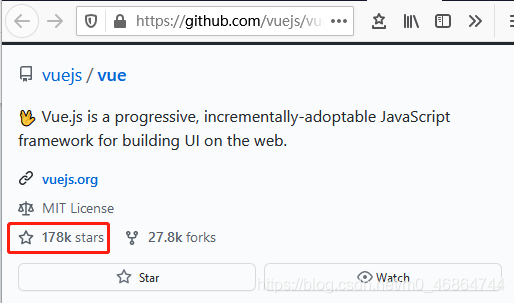 https://github.com/vuejs/vu
vuejs / vue
🖖 Vue.js is a progressive, incrementally-adoptable JavaScript
framework for building UI on the web.
vuejs.org
MIT License
178k stars 27.8k forks
Star Watch
https://blog.csdn.net/m0_46864744